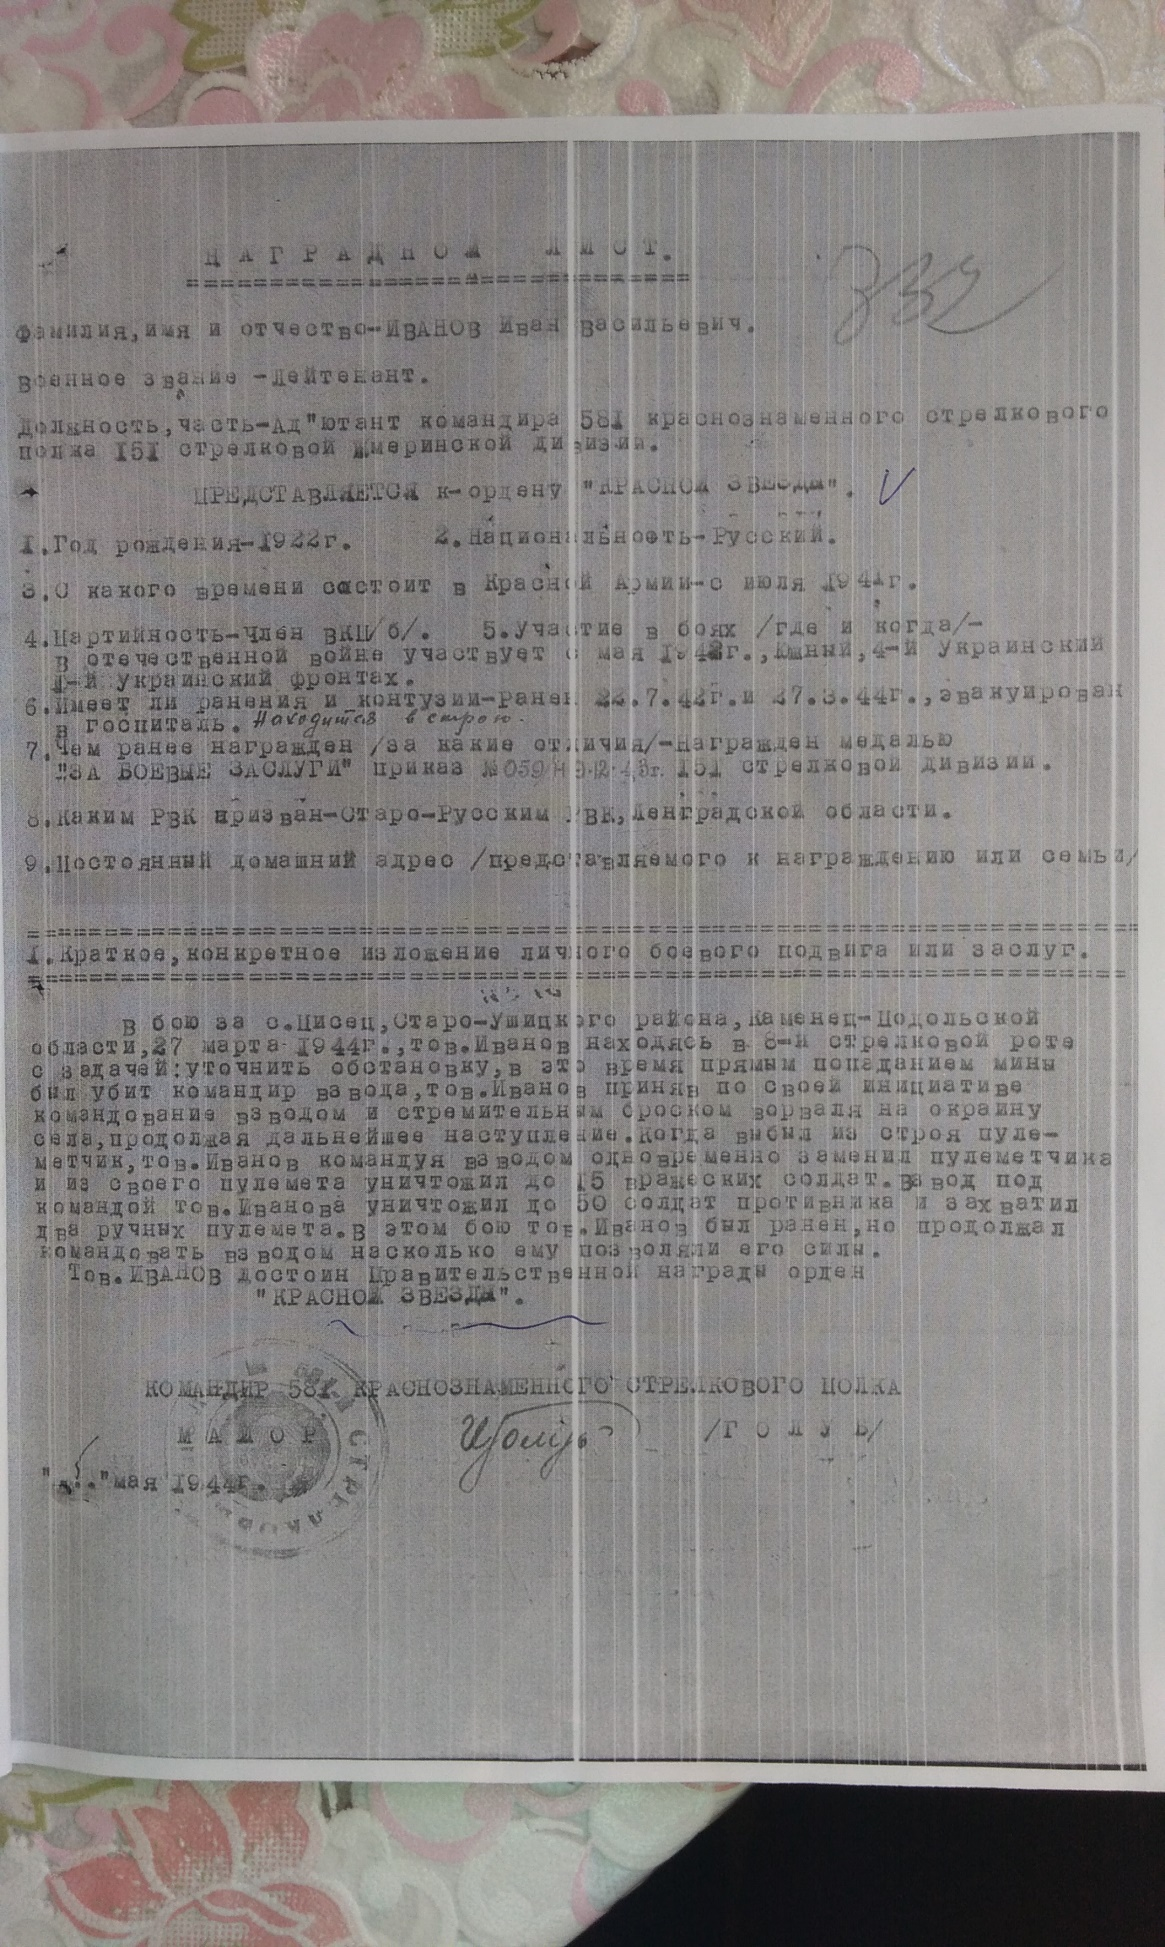 НАГРАДНОЙ ЛИСТ.
Фамилия,имя и отчество-ИВАНОВ Иван Васильевич.
Военное звание -Лейтенант.
Должность,часть-Ад"ютант командира 581 краснознаменного стрелкового
полка 151 стрелковой Жмеринской дивизии.
ПРЕДСТАВЛЯЕТСЯ к-ордену "КРАСНОЙ ЗВЕЗДЫ".
1.Год рождения-1922г. 2.Национальность-Русский.
3.С какого времени состоит в Красной Армии-с июля 1941г.
4.Партийность-Член ВКП/б/. 5.Участие в боях /где и когда/-
В отечественной войне участвует с мая 1942г.,Южный,4-й Украинский
1-й Украинский фронтах.
6.Имеет ли ранения и контузии-Ранен 22.7.42г.и 27.3.44г.,эвакуирован
в госпиталь. Находится в строю.
7.Чем ранее награжден /за какие отличия/-Награжден медалью
"ЗА БОЕВЫЕ ЗАСЛУГИ" приказ №059/н 9.12.43г. 151 стрелковой дивизии.
8.Каким РВК призван-Старо-Русским РВК,Ленградской области.
9.Постоянный домашний адрес /представляемого к награждению или семьи/
1.Краткое,конкретное изложение личного боевого подвига или заслуг.
В бою за с.Цисец,Старо-Ушицкого района,Каменец-Подольской
области,27 марта 1944г.,тов.Иванов находясь в 8-й стрелковой роте
с задачей:уточнить обстановку,в это время прямым попаданием мины
был убит командир взвода,тов.Иванов приняв по своей инициативе
командование взводом и стремительным броском ворваля на окраину
села,продолжая дальнейшее наступление.Когда выбыл из строя пуле-
метчик,тов.Иванов командуя взводом одновременно заменил пулеметчика
и из своего пулемета уничтожил до 15 вражеских солдат.Взвод под
командой тов.Иванова уничтожил до 50 солдат противника и захватил
два ручных пулемета.В этом бою тов.Иванов был ранен,но продолжал
командовать взводом насколько ему позволяли его силы.
Тов.ИВАНОВ достоин Правительственной награды орден
"КРАСНОЙ ЗВЕЗДЫ".
КОМАНДИР 581 КРАСНОЗНАМЕННОГО СТРЕЛКОВОГО ПОЛКА
МАЙОР /ГОЛУБ/
мая 1944г.